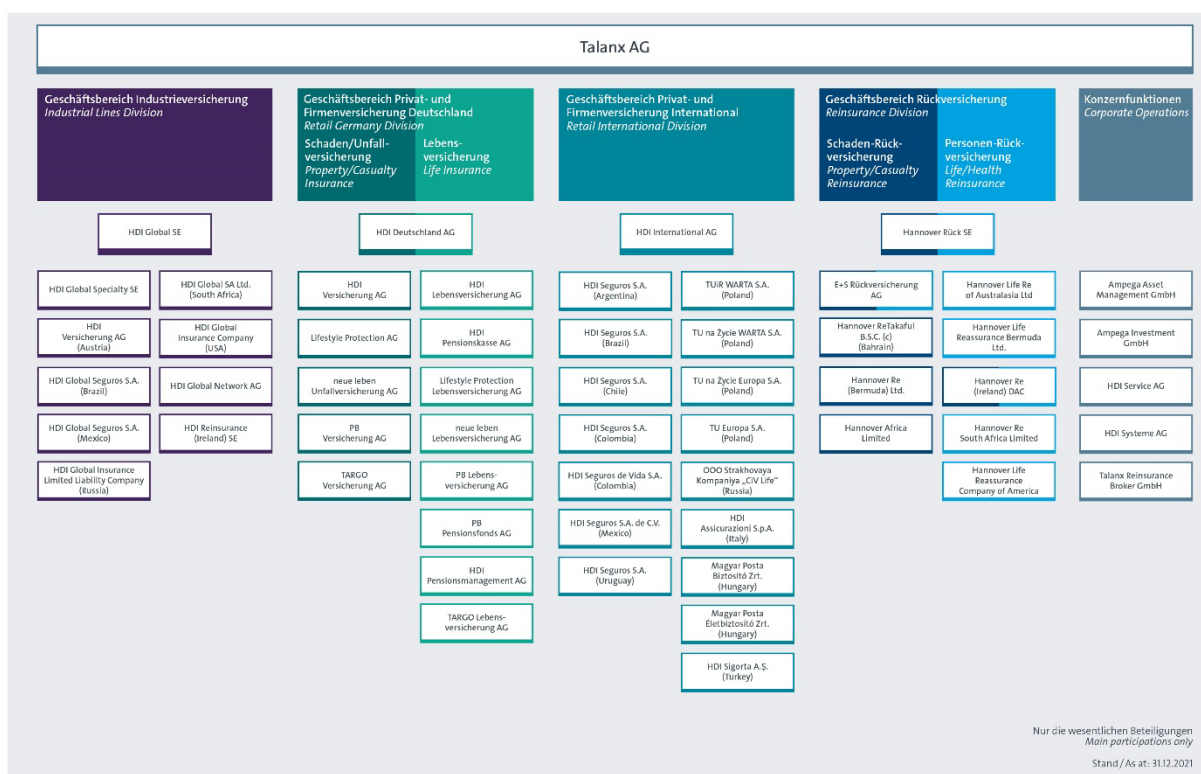 Talanx AG
Geschäftsbereich Industrieversicherung
Industrial Lines Division
Geschäftsbereich Privat- und
Firmenversicherung Deutschland
Retail Germany Division
Schaden/Unfall-
versicherung
Property/Casualty
Insurance
Lebens-
versicherung
Life Insurance
Geschäftsbereich Privat- und
Firmenversicherung International
Retail International Division
Geschäftsbereich Rückversicherung
Reinsurance Division
Schaden-Rück-
versicherung
Property/Casualty
Reinsurance
Personen-Rück-
versicherung
Life/Health
Reinsurance
Konzernfunktionen
Corporate Operations
HDI Global SE
HDI Global Specialty SE
HDI
Versicherung AG
(Austria)
HDI Global Seguros S.A.
(Brazil)
HDI Global Seguros S.A.
(Mexico)
HDI Global Insurance
Limited Liability Company
(Russia)
HDI Global SA Ltd.
(South Africa)
HDI Global
Insurance Company
(USA)
HDI Global Network AG
HDI Reinsurance
(Ireland) SE
HDI Deutschland AG
HDI
Versicherung AG
Lifestyle Protection AG
neue leben
Unfallversicherung AG
PB
Versicherung AG
TARGO
Versicherung AG
HDI
Lebensversicherung AG
HDI
Pensionskasse AG
Lifestyle Protection
Lebensversicherung AG
neue leben
Lebensversicherung AG
PB Lebens-
versicherung AG
PB
Pensionsfonds AG
HDI
Pensionsmanagement AG
TARGO Lebens-
versicherung AG
HDI International AG
HDI Seguros S.A.
(Argentina)
HDI Seguros S.A.
(Brazil)
HDI Seguros S.A.
(Chile)
HDI Seguros S.A.
(Colombia)
HDI Seguros de Vida S.A.
(Colombia)
HDI Seguros S.A. de C.V.
(Mexico)
HDI Seguros S.A.
(Uruguay)
TUiR WARTA S.A.
(Poland)
TU na Życie WARTA S.A.
(Poland)
TU na Życie Europa S.A.
(Poland)
TU Europa S.A.
(Poland)
OOO Strakhovaya
Kompaniya „CiV Life“
(Russia)
HDI
Assicurazioni S.p.A.
(Italy)
Magyar Posta
Biztosító Zrt.
(Hungary)
Magyar Posta
Életbiztosító Zrt.
(Hungary)
HDI Sigorta A.Ş.
(Turkey)
Hannover Rück SE
E+S Rückversicherung
AG
Hannover ReTakaful
B.S.C. (c)
(Bahrain)
Hannover Re
(Bermuda) Ltd.
Hannover Africa
Limited
Hannover Life Re
of Australasia Ltd
Hannover Life
Reassurance Bermuda
Ltd.
Hannover Re
(Ireland) DAC
Hannover Re
South Africa Limited
Hannover Life
Reassurance
Company of America
Ampega Asset
Management GmbH
Ampega Investment
GmbH
HDI Service AG
HDI Systeme AG
Talanx Reinsurance
Broker GmbH
Nur die wesentlichen Beteiligungen
Main participations only
Stand / As at: 31.12.2021